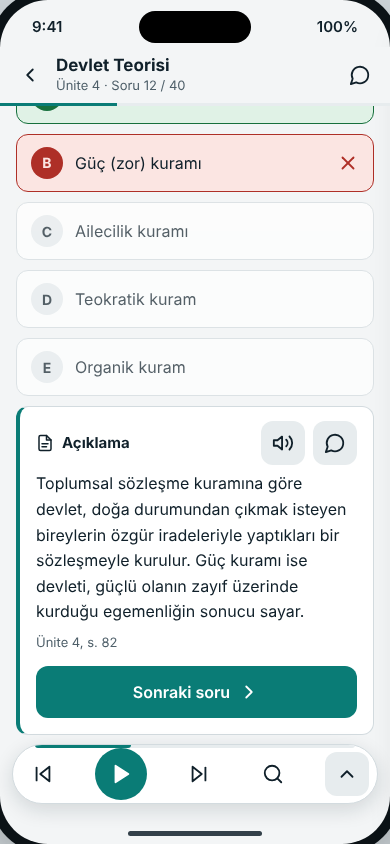 9:41
100%
Devlet Teorisi
Ünite 4 · Soru 12 / 40
B
Güç (zor) kuramı
C
Ailecilik kuramı
D
Teokratik kuram
E
Organik kuram
Açıklama
Toplumsal sözleşme kuramına göre
devlet, doğa durumundan çıkmak isteyen
bireylerin özgür iradeleriyle yaptıkları bir
sözleşmeyle kurulur. Güç kuramı ise
devleti, güçlü olanın zayıf üzerinde
kurduğu egemenliğin sonucu sayar.
Ünite 4, s. 82
Sonraki soru